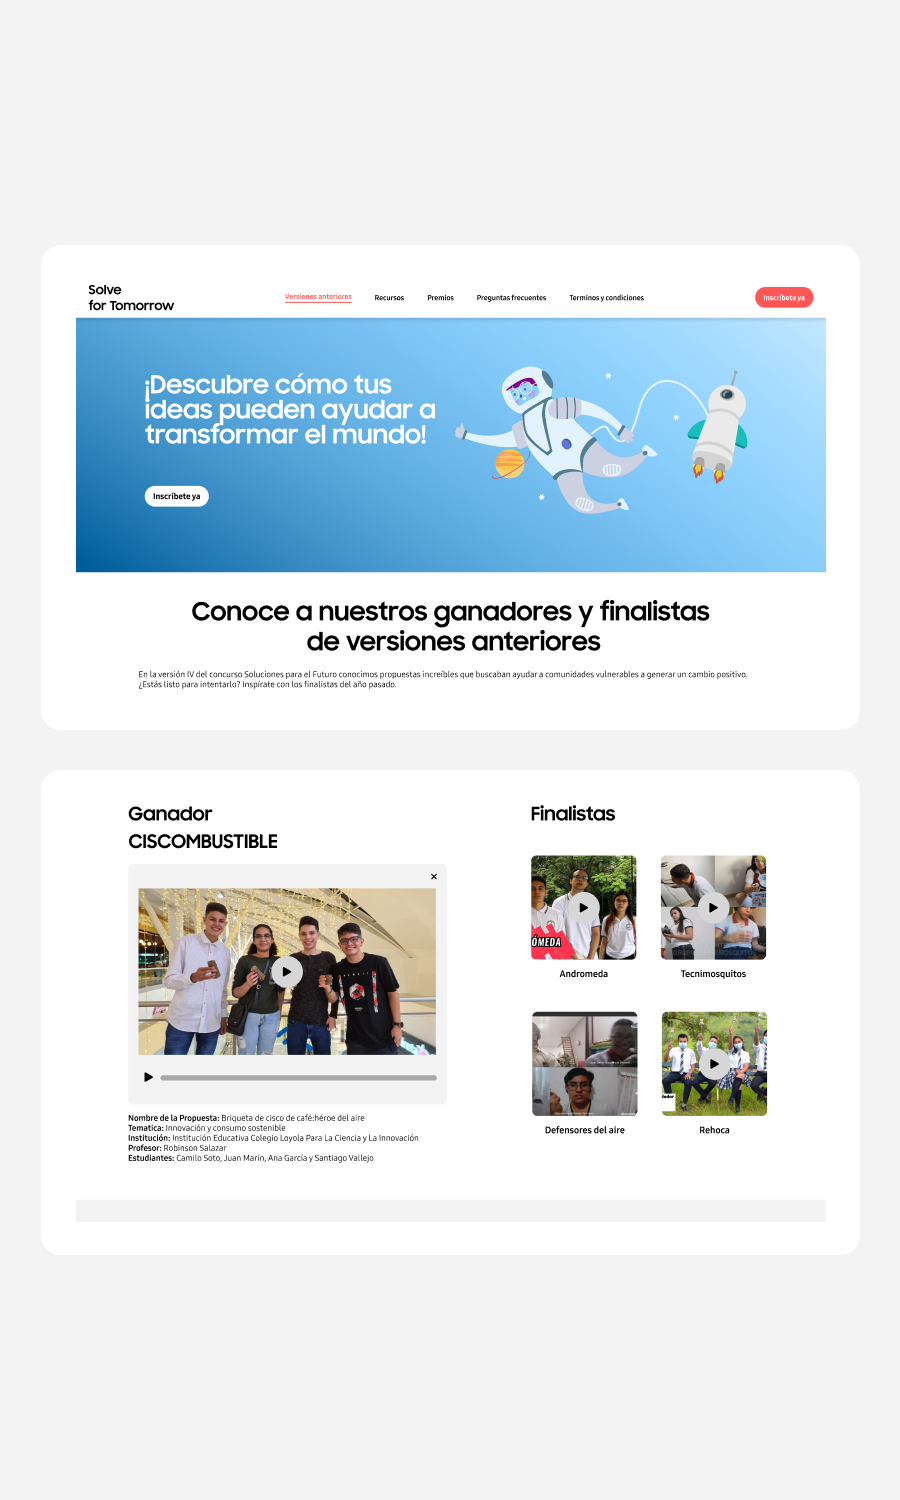 Solve
for Tomorrow
Versiones anteriores
Recursos
Premios
Preguntas frecuentes
Terminos y condiciones
Inscríbete ya
¡Descubre cómo tus
ideas pueden ayudar a
transformar el mundo!
Inscríbete ya
Conoce a nuestros ganadores y finalistas
de versiones anteriores
En la versión IV del concurso Soluciones para el Futuro conocimos propuestas increíbles que buscaban ayudar a comunidades vulnerables a generar un cambio positivo.
¿Estás listo para intentarlo? Inspírate con los finalistas del año pasado.
Ganador
CISCOMBUSTIBLE
Nombre de la Propuesta: Briqueta de cisco de café:héroe del aire
Tematica: Innovación y consumo sostenible
Institución: Institución Educativa Colegio Loyola Para La Ciencia y La Innovación
Profesor: Robinson Salazar
Estudiantes: Camilo Soto, Juan Marín, Ana García y Santiago Vallejo
Finalistas
ÓMEDA
Andromeda
Tecnimosquitos
Defensores del aire
Rehoca